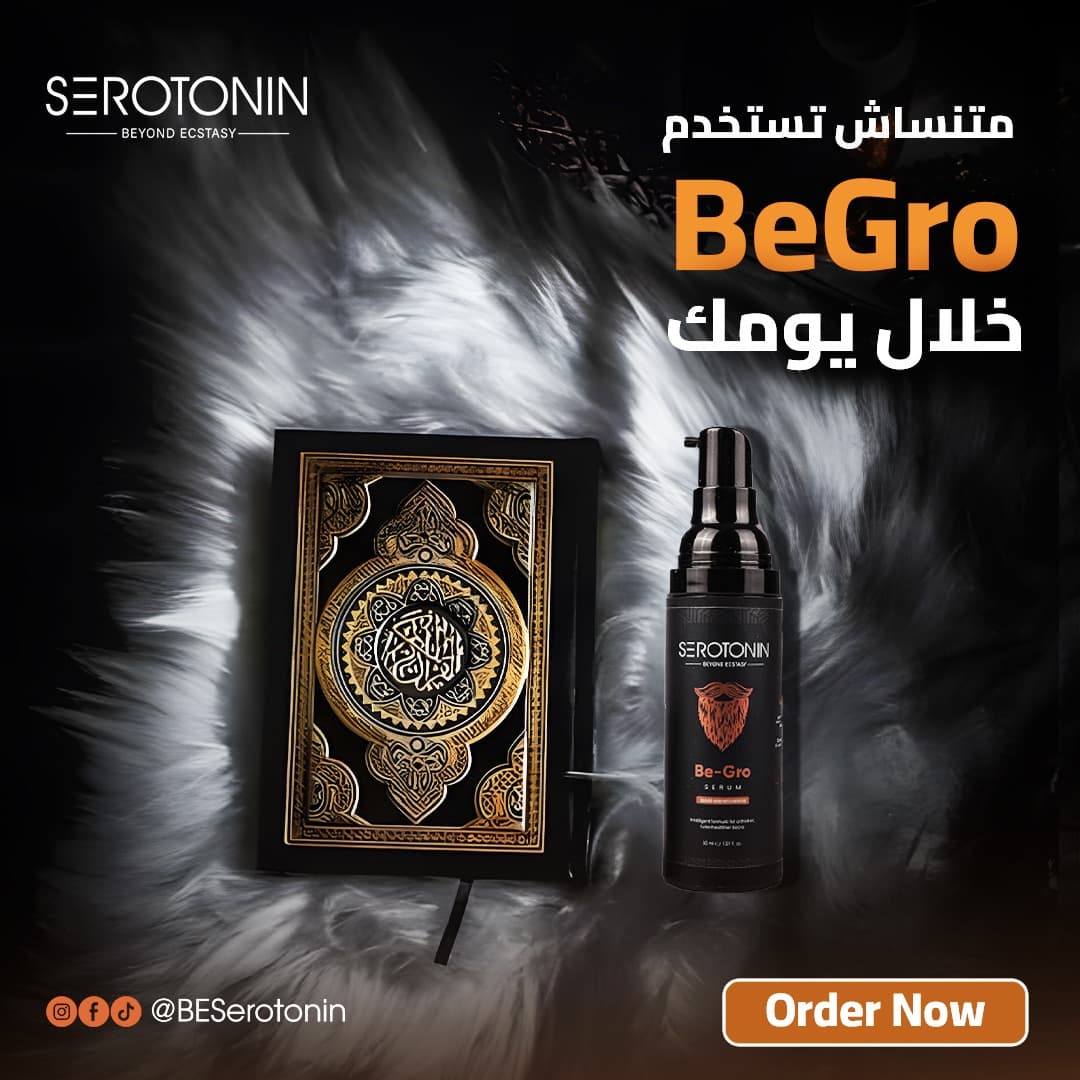 SEROTONIN
BEYOND ECSTASY
متنساش تستخدم
BeGro
خلال يومك
SEROTONIN
BEYOND ECSTASY
Be-Gro
SERUM
@BESerotonin
Order Now